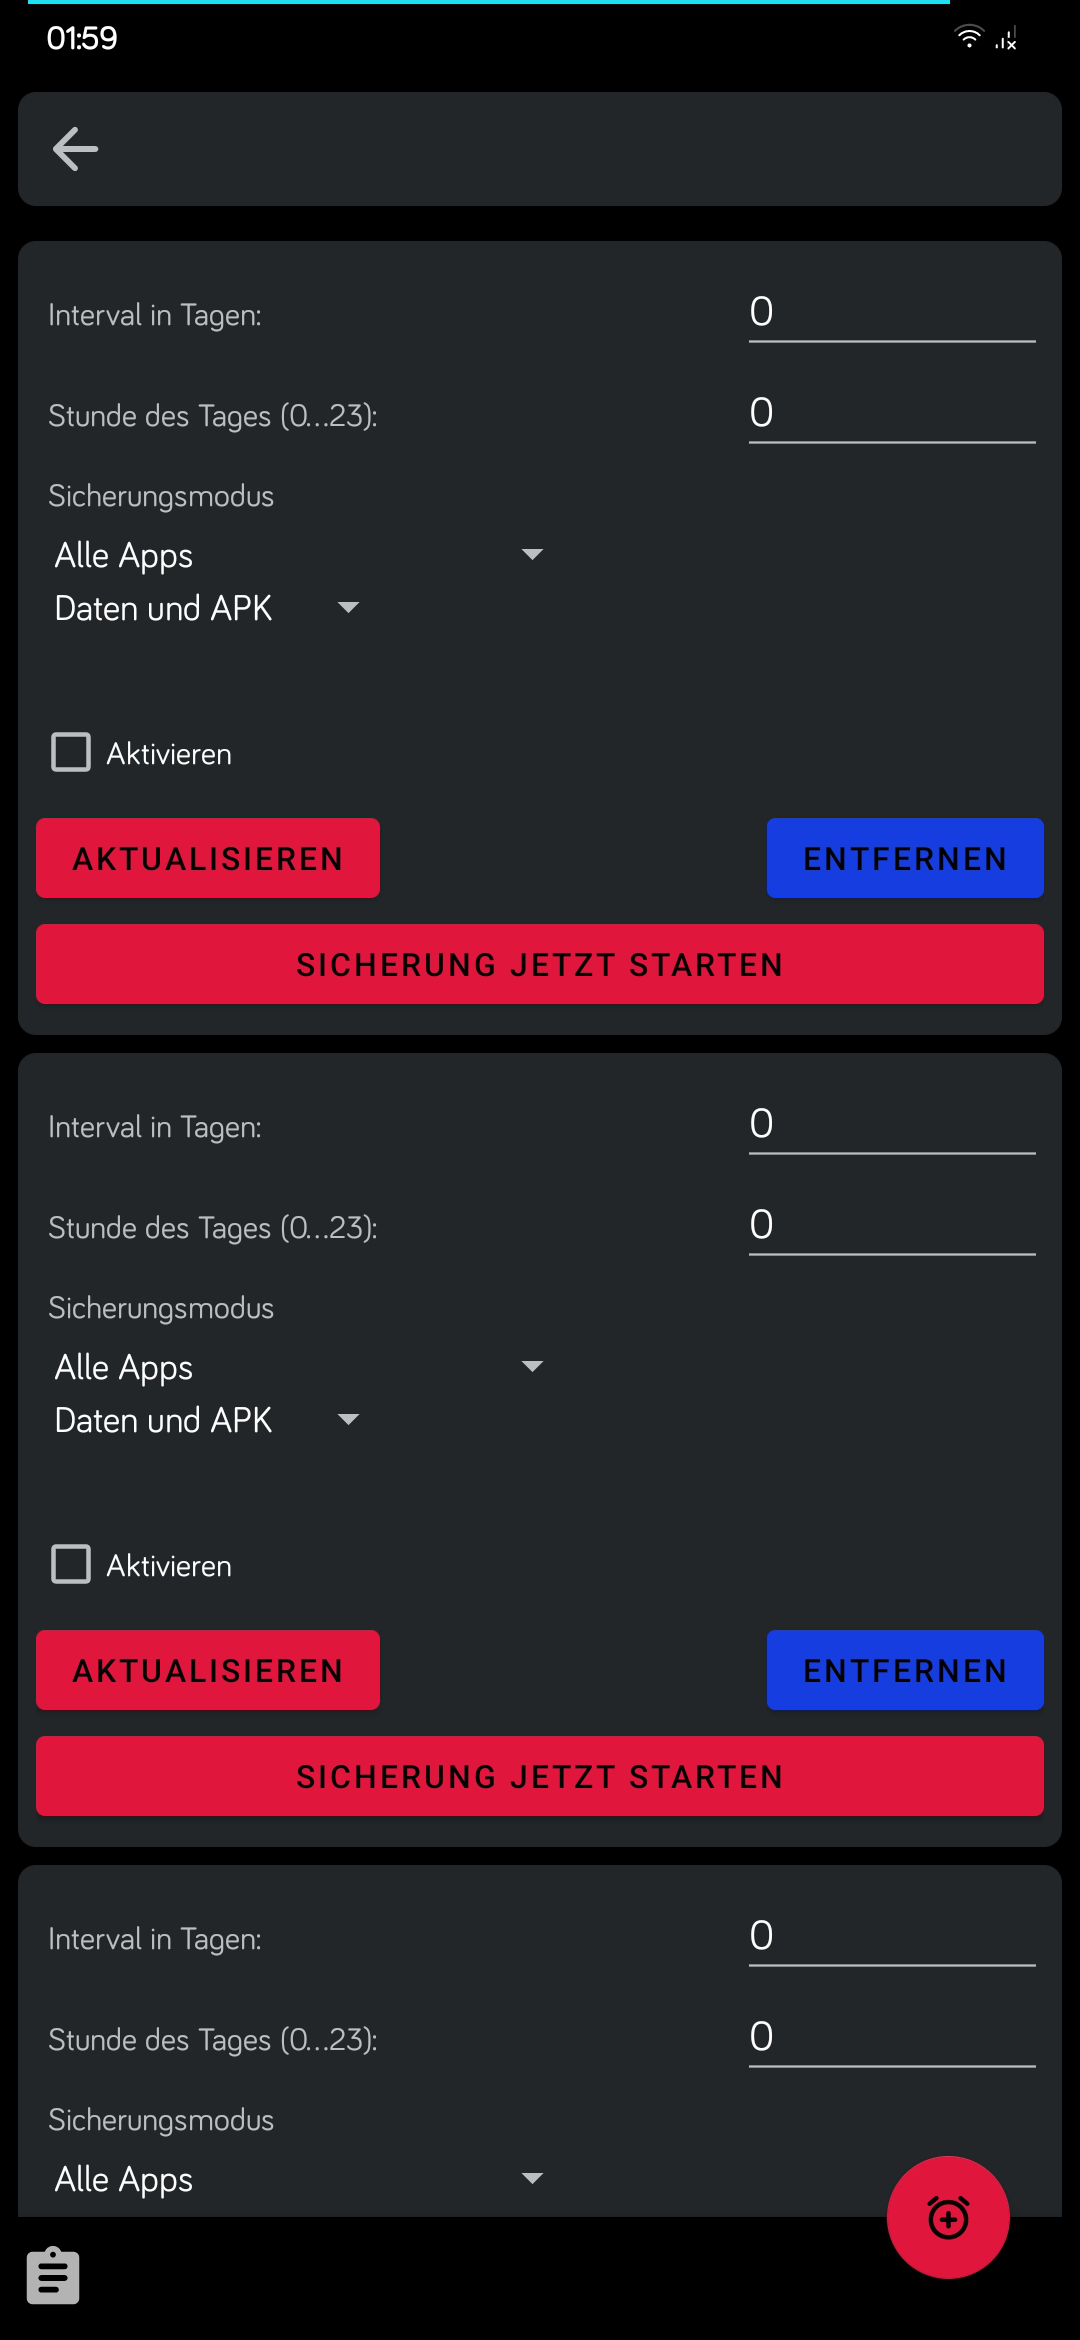 01:59
Interval in Tagen:
0
Stunde des Tages (0...23):
0
Sicherungsmodus
Alle Apps
Daten und APK
Aktivieren
AKTUALISIEREN
ENTFERNEN
SICHERUNG JETZT STARTEN
Interval in Tagen:
0
Stunde des Tages (0...23):
0
Sicherungsmodus
Alle Apps
Daten und APK
Aktivieren
AKTUALISIEREN
ENTFERNEN
SICHERUNG JETZT STARTEN
Interval in Tagen:
0
Stunde des Tages (0...23):
0
Sicherungsmodus
Alle Apps